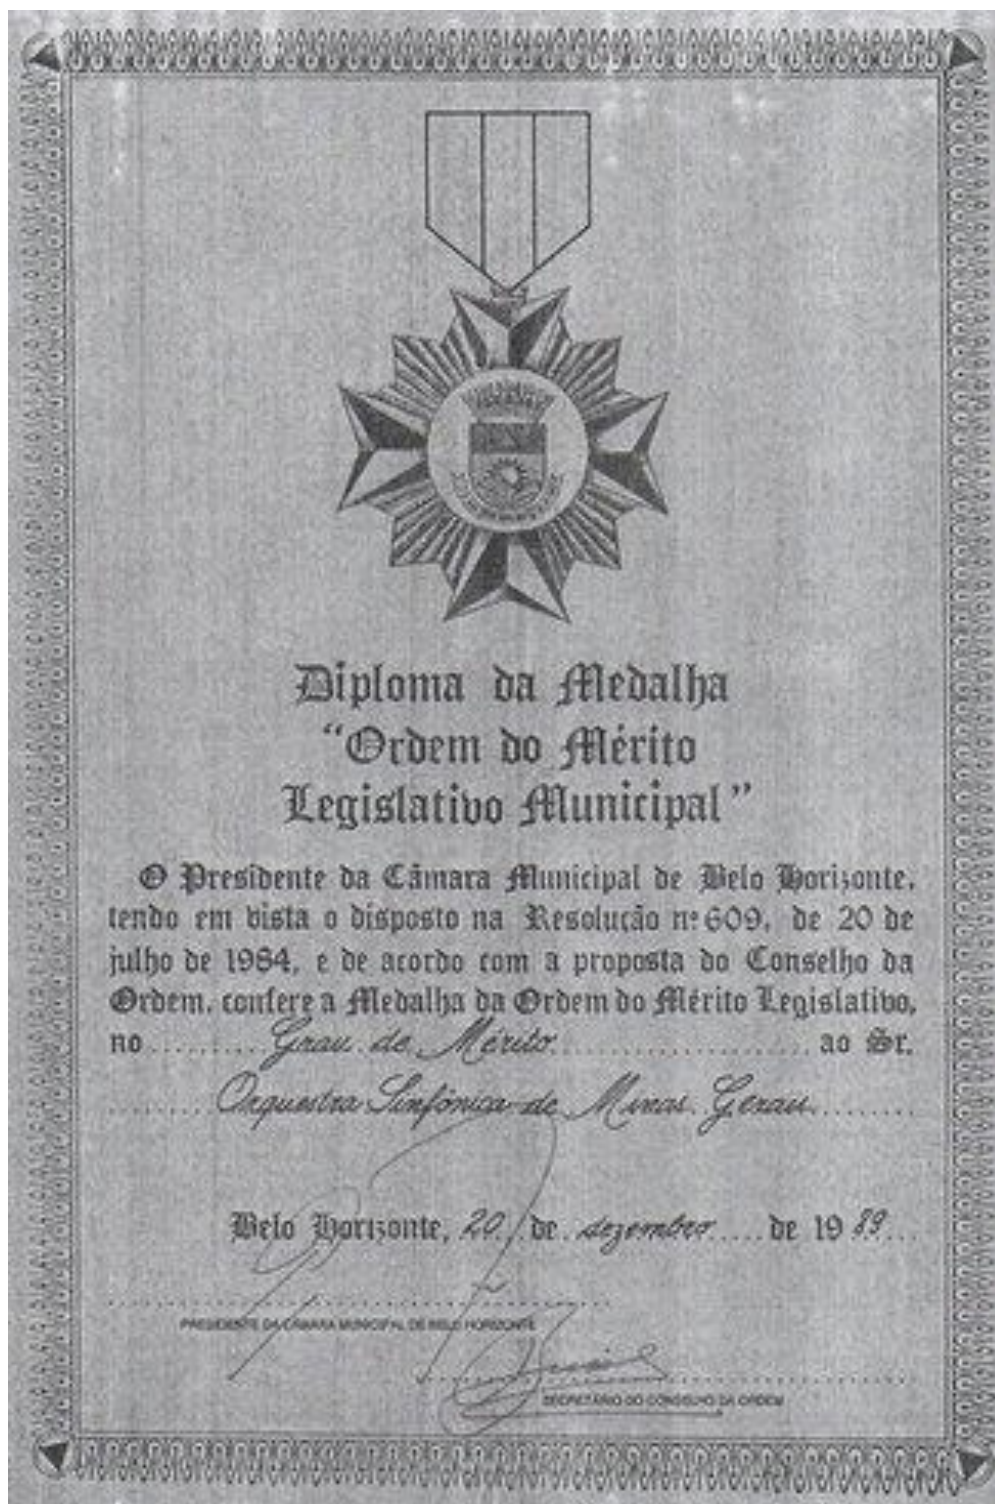 Diploma da Medalha
“Ordem do Mérito
Legislativo Municipal”
O Presidente da Câmara Municipal de Belo Horizonte,
tendo em vista o disposto na Resolução nº 609, de 20 de
julho de 1984, e de acordo com a proposta do Conselho da
Ordem, confere a Medalha da Ordem do Mérito Legislativo,
no Grau de Mérito ao Sr.
Orquestra Sinfônica de Minas Gerais
Belo Horizonte, 20 de dezembro de 1989
PRESIDENTE DA CÂMARA MUNICIPAL DE BELO HORIZONTE
SECRETÁRIO DO CONSELHO DA ORDEM